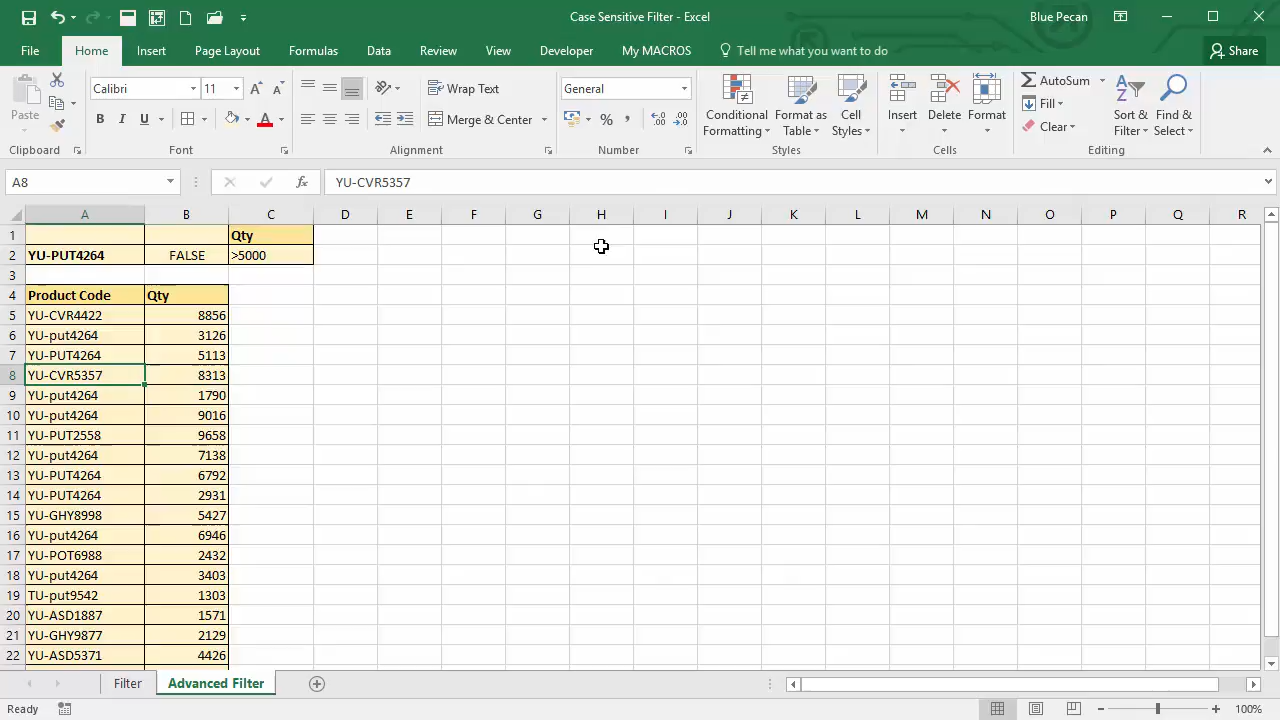 Case Sensitive Filter - Excel
Blue Pecan
File Home Insert Page Layout Formulas Data Review View Developer My MACROS Tell me what you want to do Share
Paste
Clipboard
Calibri 11
B I U A
Font
Wrap Text
Merge & Center
Alignment
General
% ,
Number
Conditional Formatting
Format as Table
Cell Styles
Styles
Insert Delete Format
Cells
AutoSum
Fill
Clear
Sort & Filter
Find & Select
Editing
A8 fx YU-CVR5357
A B C D E F G H I J K L M N O P Q R
1 Qty
2 YU-PUT4264 FALSE >5000
3
4 Product Code Qty
5 YU-CVR4422 8856
6 YU-put4264 3126
7 YU-PUT4264 5113
8 YU-CVR5357 8313
9 YU-put4264 1790
10 YU-put4264 9016
11 YU-PUT2558 9658
12 YU-put4264 7138
13 YU-PUT4264 6792
14 YU-PUT4264 2931
15 YU-GHY8998 5427
16 YU-put4264 6946
17 YU-POT6988 2432
18 YU-put4264 3403
19 TU-put9542 1303
20 YU-ASD1887 1571
21 YU-GHY9877 2129
22 YU-ASD5371 4426
Filter Advanced Filter
Ready 100%